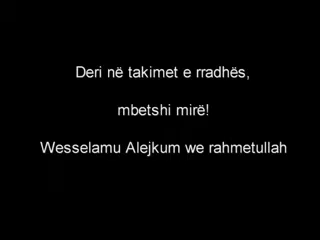 Deri në takimet e rradhës,
mbetshi mirë!
Wesselamu Alejkum we rahmetullah